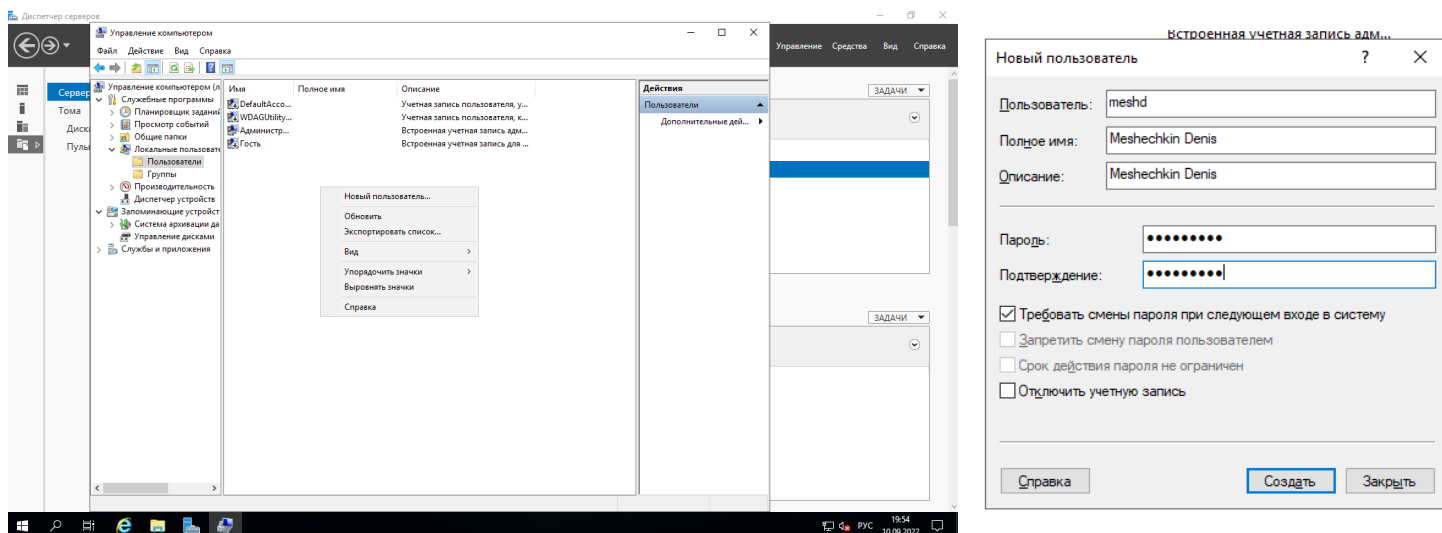 Диспетчер серверов
Управление Средства Вид Справка
Сервер
Тома
Диск
Пулы
ЗАДАЧИ
ЗАДАЧИ
Управление компьютером
Файл Действие Вид Справка
Управление компьютером (л
Служебные программы
Планировщик заданий
Просмотр событий
Общие папки
Локальные пользовате
Пользователи
Группы
Производительность
Диспетчер устройств
Запоминающие устройст
Система архивации да
Управление дисками
Службы и приложения
Имя Полное имя Описание
DefaultAcco... Учетная запись пользователя, у...
WDAGUtility... Учетная запись пользователя, к...
Администр... Встроенная учетная запись адм...
Гость Встроенная учетная запись для ...
Новый пользователь...
Обновить
Экспортировать список...
Вид
Упорядочить значки
Выровнять значки
Справка
Действия
Пользователи
Дополнительные дей...
РУС
19:54
10.09.2022
Встроенная учетная запись адм...
Новый пользователь ?
Пользователь: meshd
Полное имя: Meshechkin Denis
Описание: Meshechkin Denis
Пароль: •••••••••
Подтверждение: •••••••••
Требовать смены пароля при следующем входе в систему
Запретить смену пароля пользователем
Срок действия пароля не ограничен
Отключить учетную запись
Справка Создать Закрыть